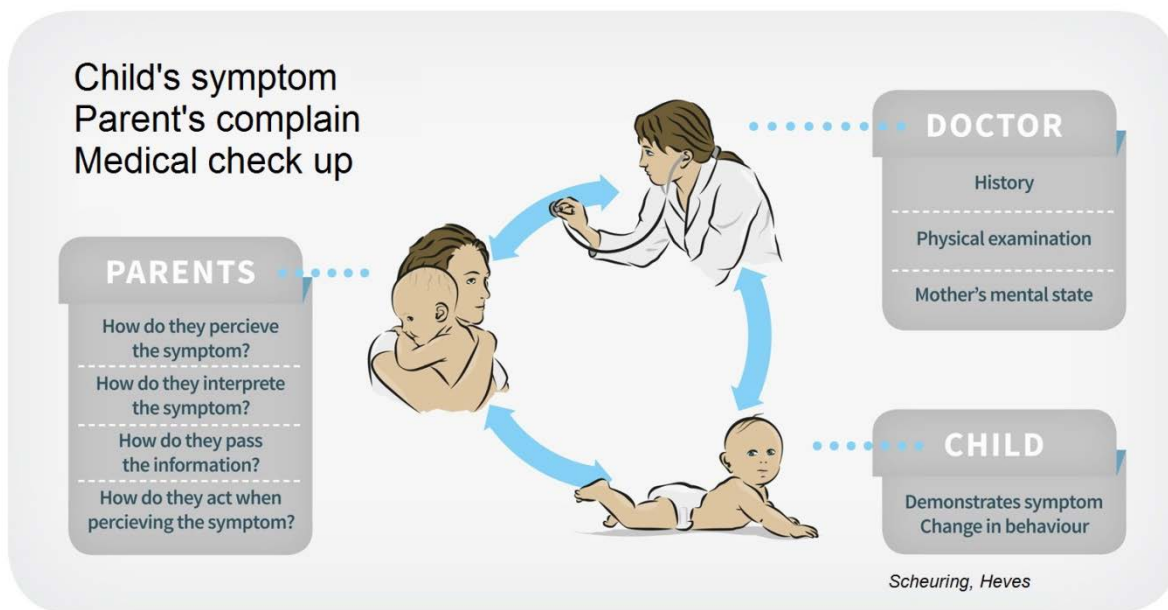 Child's symptom
Parent's complain
Medical check up
PARENTS
How do they percieve
the symptom?
How do they interprete
the symptom?
How do they pass
the information?
How do they act when
percieving the symptom?
DOCTOR
History
Physical examination
Mother’s mental state
CHILD
Demonstrates symptom
Change in behaviour
Scheuring, Heves